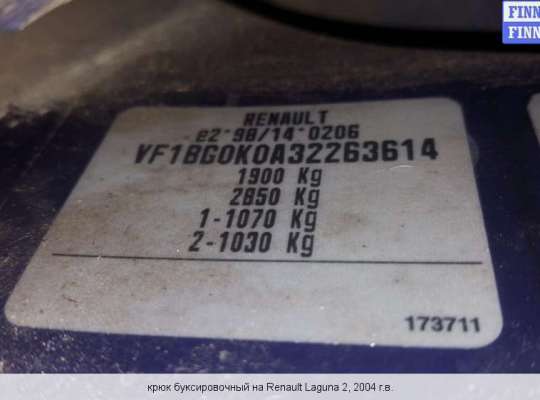 FINN
FINN
RENAULT
e2*98/14*0206
VF1BG0K0A32263614
1900 Kg
2850 Kg
1-1070 Kg
2-1030 Kg
173711
крюк буксировочный на Renault Laguna 2, 2004 г.в.